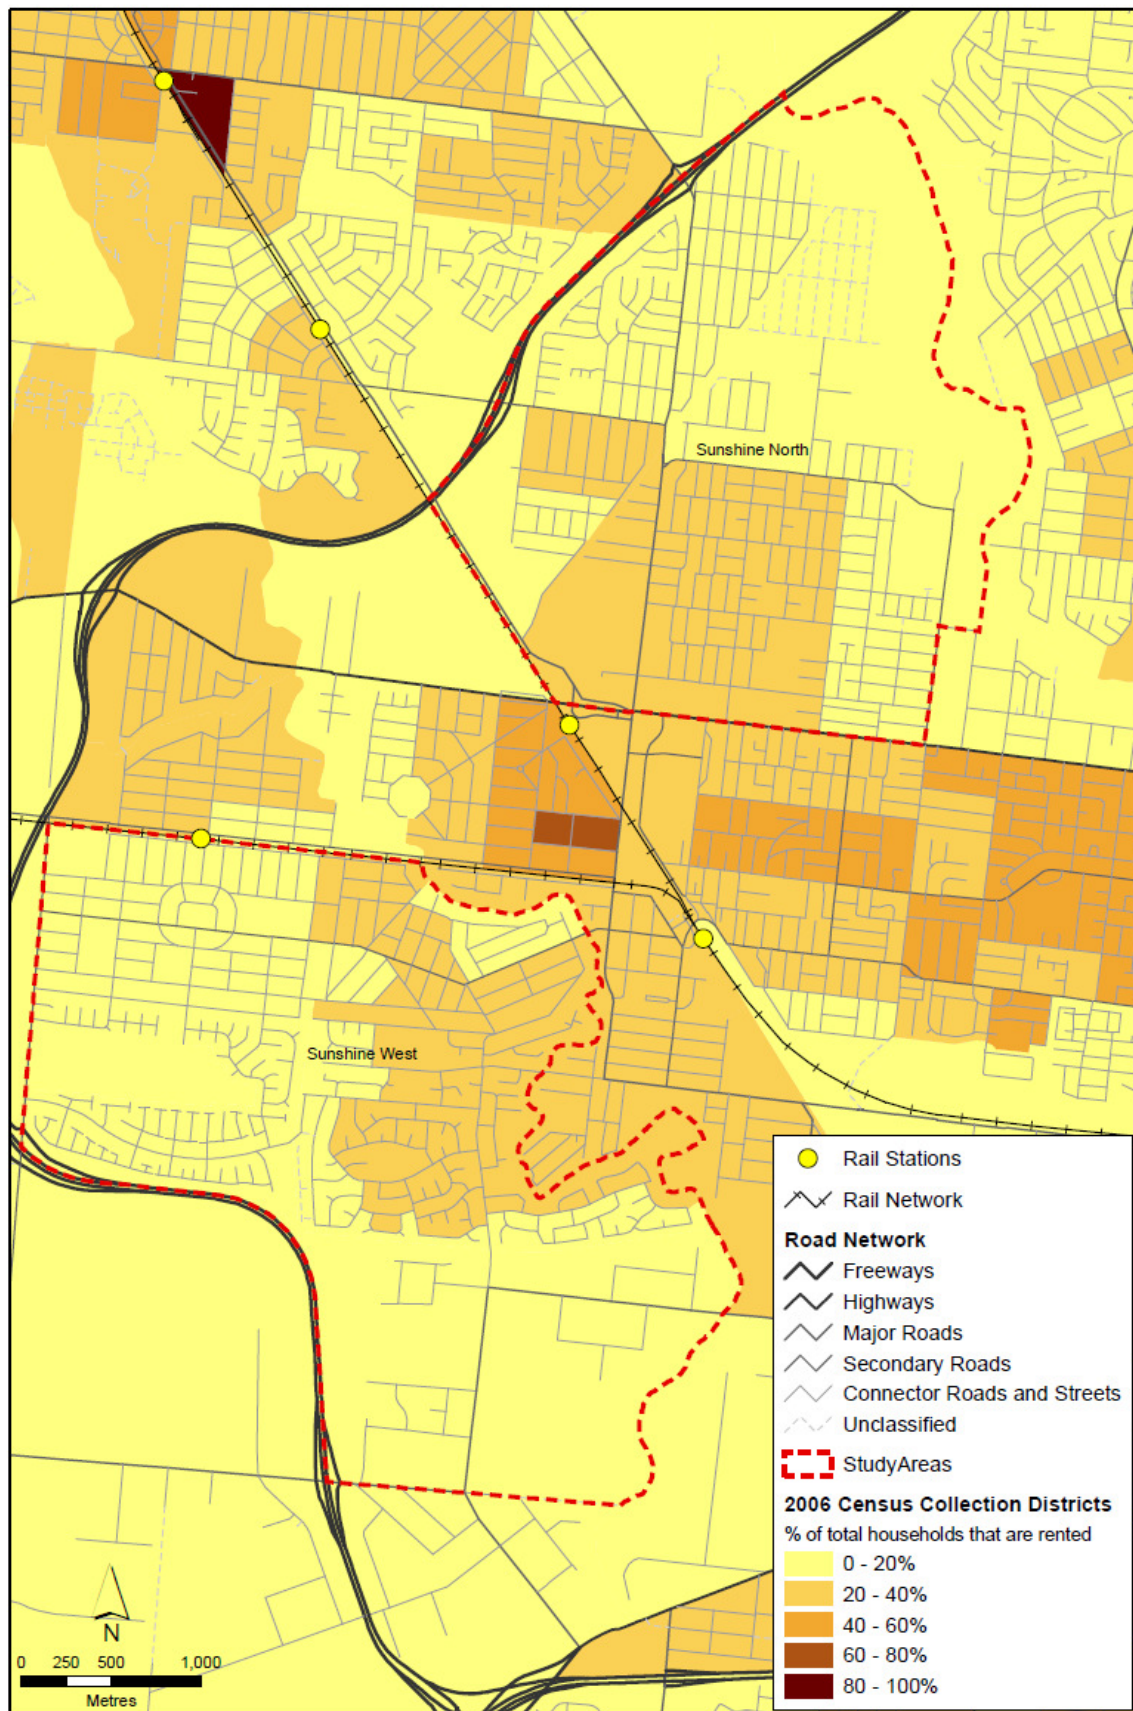 Sunshine North
Sunshine West
Rail Stations
Rail Network
Road Network
Freeways
Highways
Major Roads
Secondary Roads
Connector Roads and Streets
Unclassified
StudyAreas
2006 Census Collection Districts
% of total households that are rented
0 - 20%
20 - 40%
40 - 60%
60 - 80%
80 - 100%
N
0 250 500 1,000
Metres